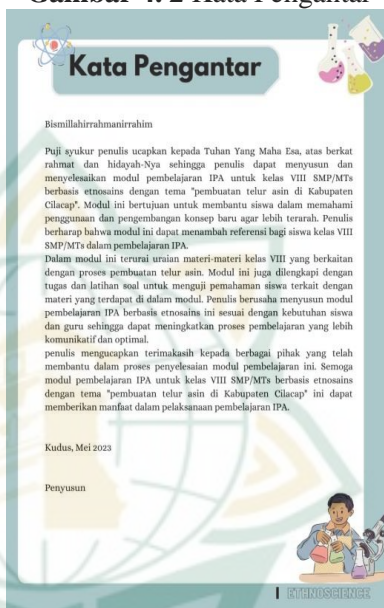 Gambar 4. 2 Kata Pengantar
Kata Pengantar
Bismillahirrahmanirrahim
Puji syukur penulis ucapkan kepada Tuhan Yang Maha Esa, atas berkat
rahmat dan hidayah-Nya sehingga penulis dapat menyusun dan
menyelesaikan modul pembelajaran IPA untuk kelas VIII SMP/MTs
berbasis etnosains dengan tema "pembuatan telur asin di Kabupaten
Cilacap". Modul ini bertujuan untuk membantu siswa dalam memahami
penggunaan dan pengembangan konsep baru agar lebih terarah. Penulis
berharap bahwa modul ini dapat menambah referensi bagi siswa kelas VIII
SMP/MTs dalam pembelajaran IPA.
Dalam modul ini terurai uraian materi-materi kelas VIII yang berkaitan
dengan proses pembuatan telur asin. Modul ini juga dilengkapi dengan
tugas dan latihan soal untuk menguji pemahaman siswa terkait dengan
materi yang terdapat di dalam modul. Penulis berusaha menyusun modul
pembelajaran IPA berbasis etnosains ini sesuai dengan kebutuhan siswa
dan guru sehingga dapat meningkatkan proses pembelajaran yang lebih
komunikatif dan optimal.
penulis mengucapkan terimakasih kepada berbagai pihak yang telah
membantu dalam proses penyelesaian modul pembelajaran ini. Semoga
modul pembelajaran IPA untuk kelas VIII SMP/MTs berbasis etnosains
dengan tema "pembuatan telur asin di Kabupaten Cilacap" ini dapat
memberikan manfaat dalam pelaksanaan pembelajaran IPA.
Kudus, Mei 2023
Penyusun
I ETHNOSCIENCE